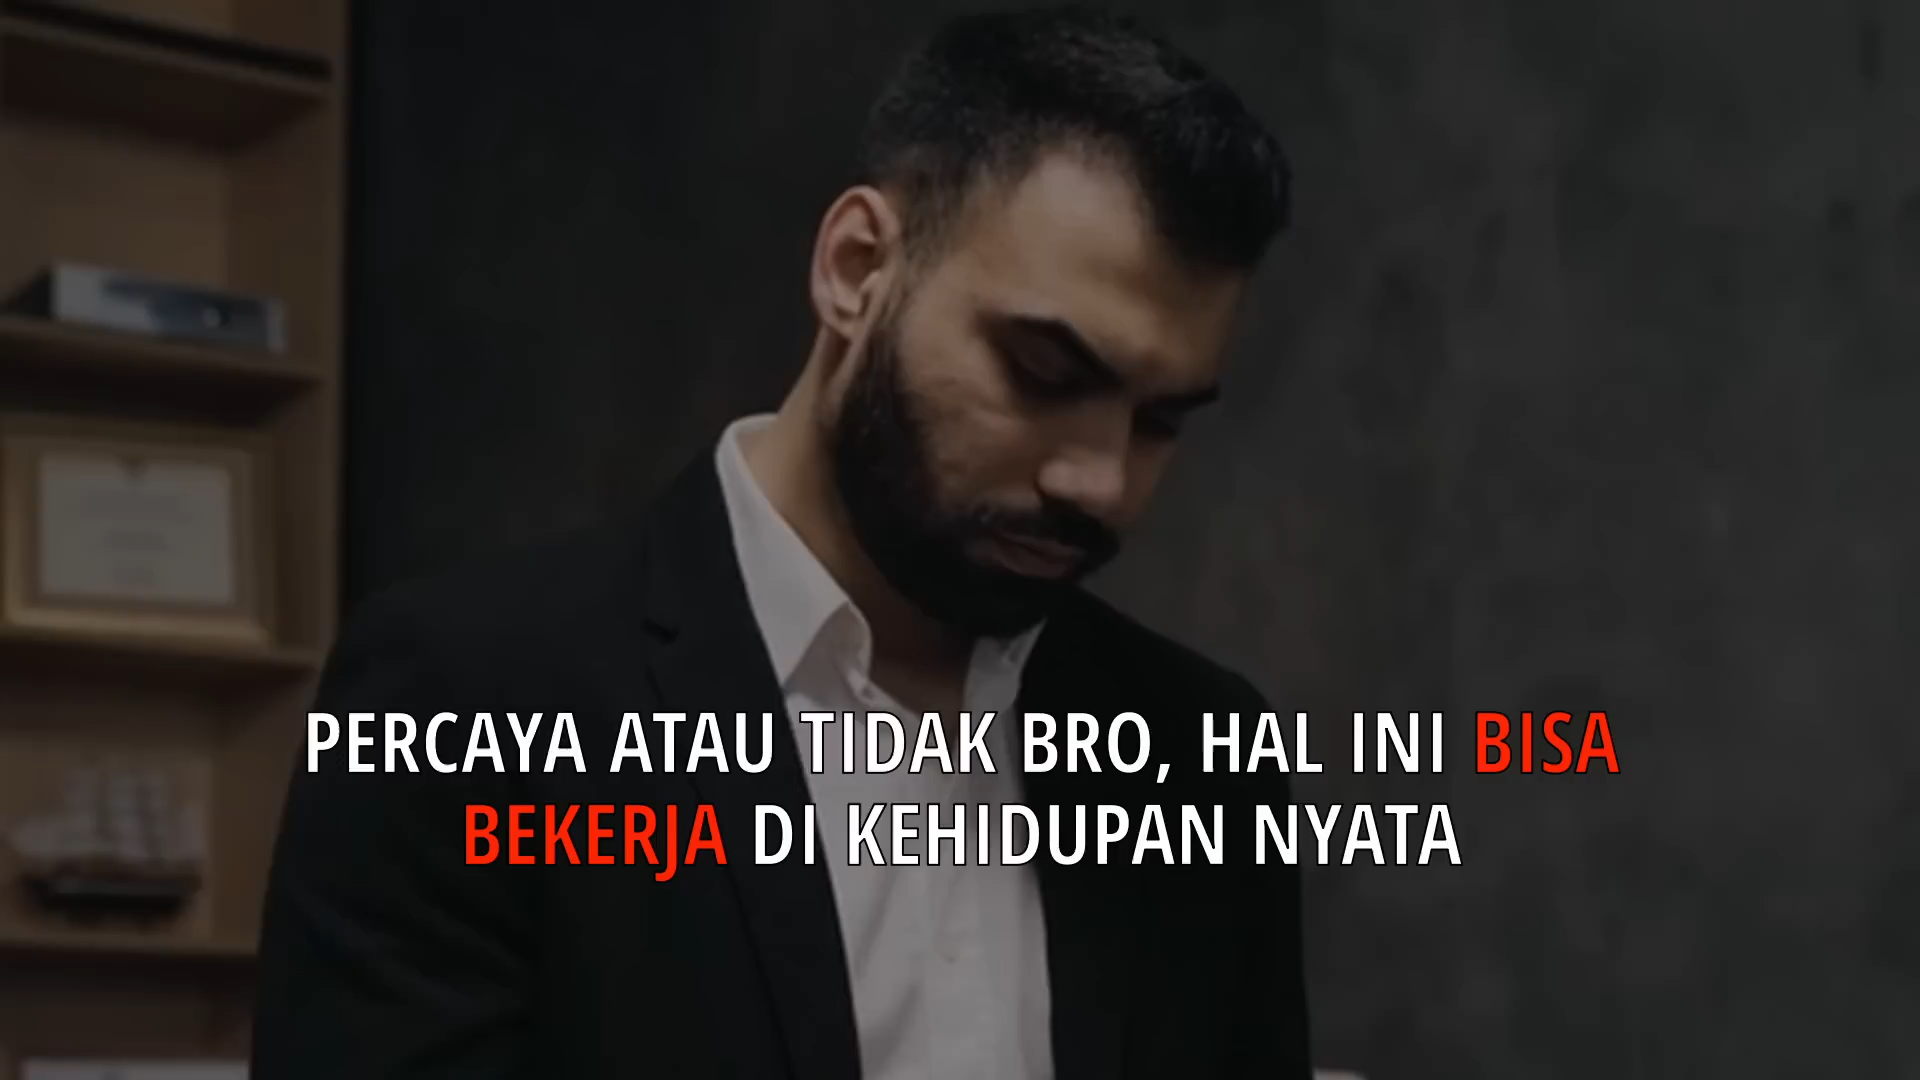 PERCAYA ATAU TIDAK BRO, HAL INI BISA
BEKERJA DI KEHIDUPAN NYATA